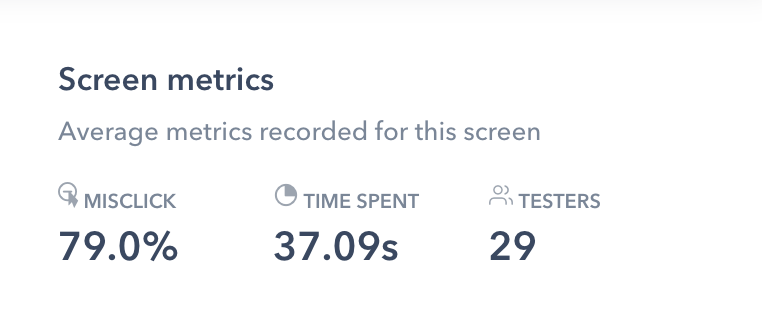 Screen metrics
Average metrics recorded for this screen
MISCLICK TIME SPENT TESTERS
79.0% 37.09s 29